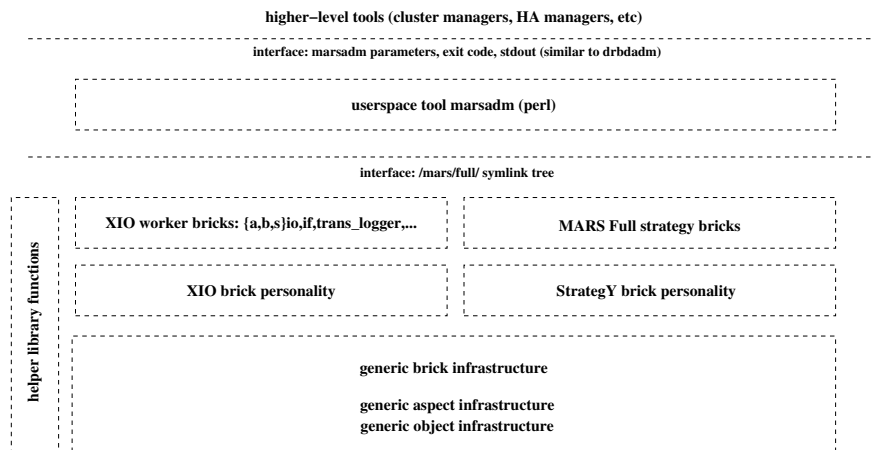 higher−level tools (cluster managers, HA managers, etc)
interface: marsadm parameters, exit code, stdout (similar to drbdadm)
userspace tool marsadm (perl)
interface: /mars/full/ symlink tree
XIO worker bricks: {a,b,s}io,if,trans_logger,...
MARS Full strategy bricks
helper library functions
XIO brick personality
StrategY brick personality
generic brick infrastructure
generic aspect infrastructure
generic object infrastructure